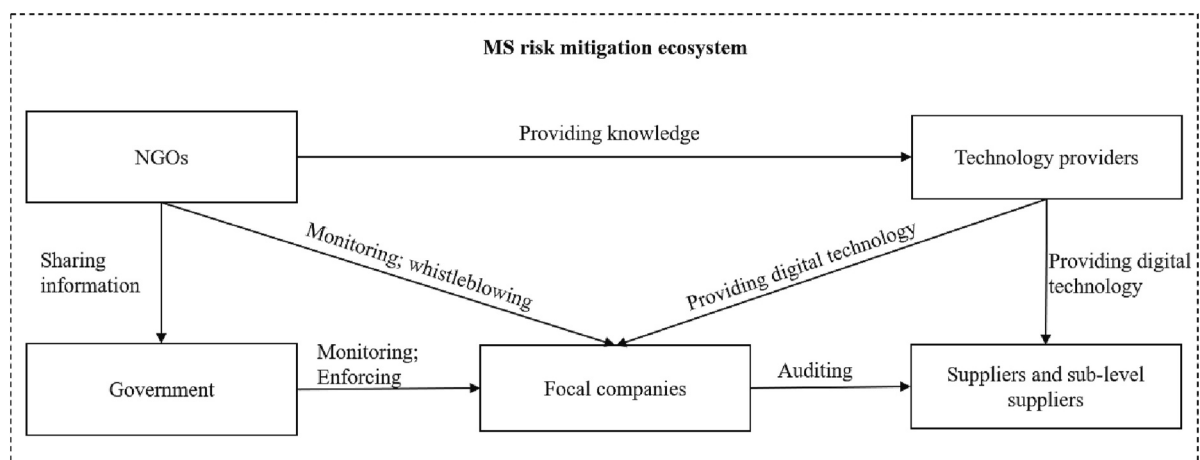 MS risk mitigation ecosystem
NGOs
Providing knowledge
Technology providers
Sharing
information
Monitoring; whistleblowing
Providing digital technology
Providing digital
technology
Government
Monitoring;
Enforcing
Focal companies
Auditing
Suppliers and sub-level
suppliers